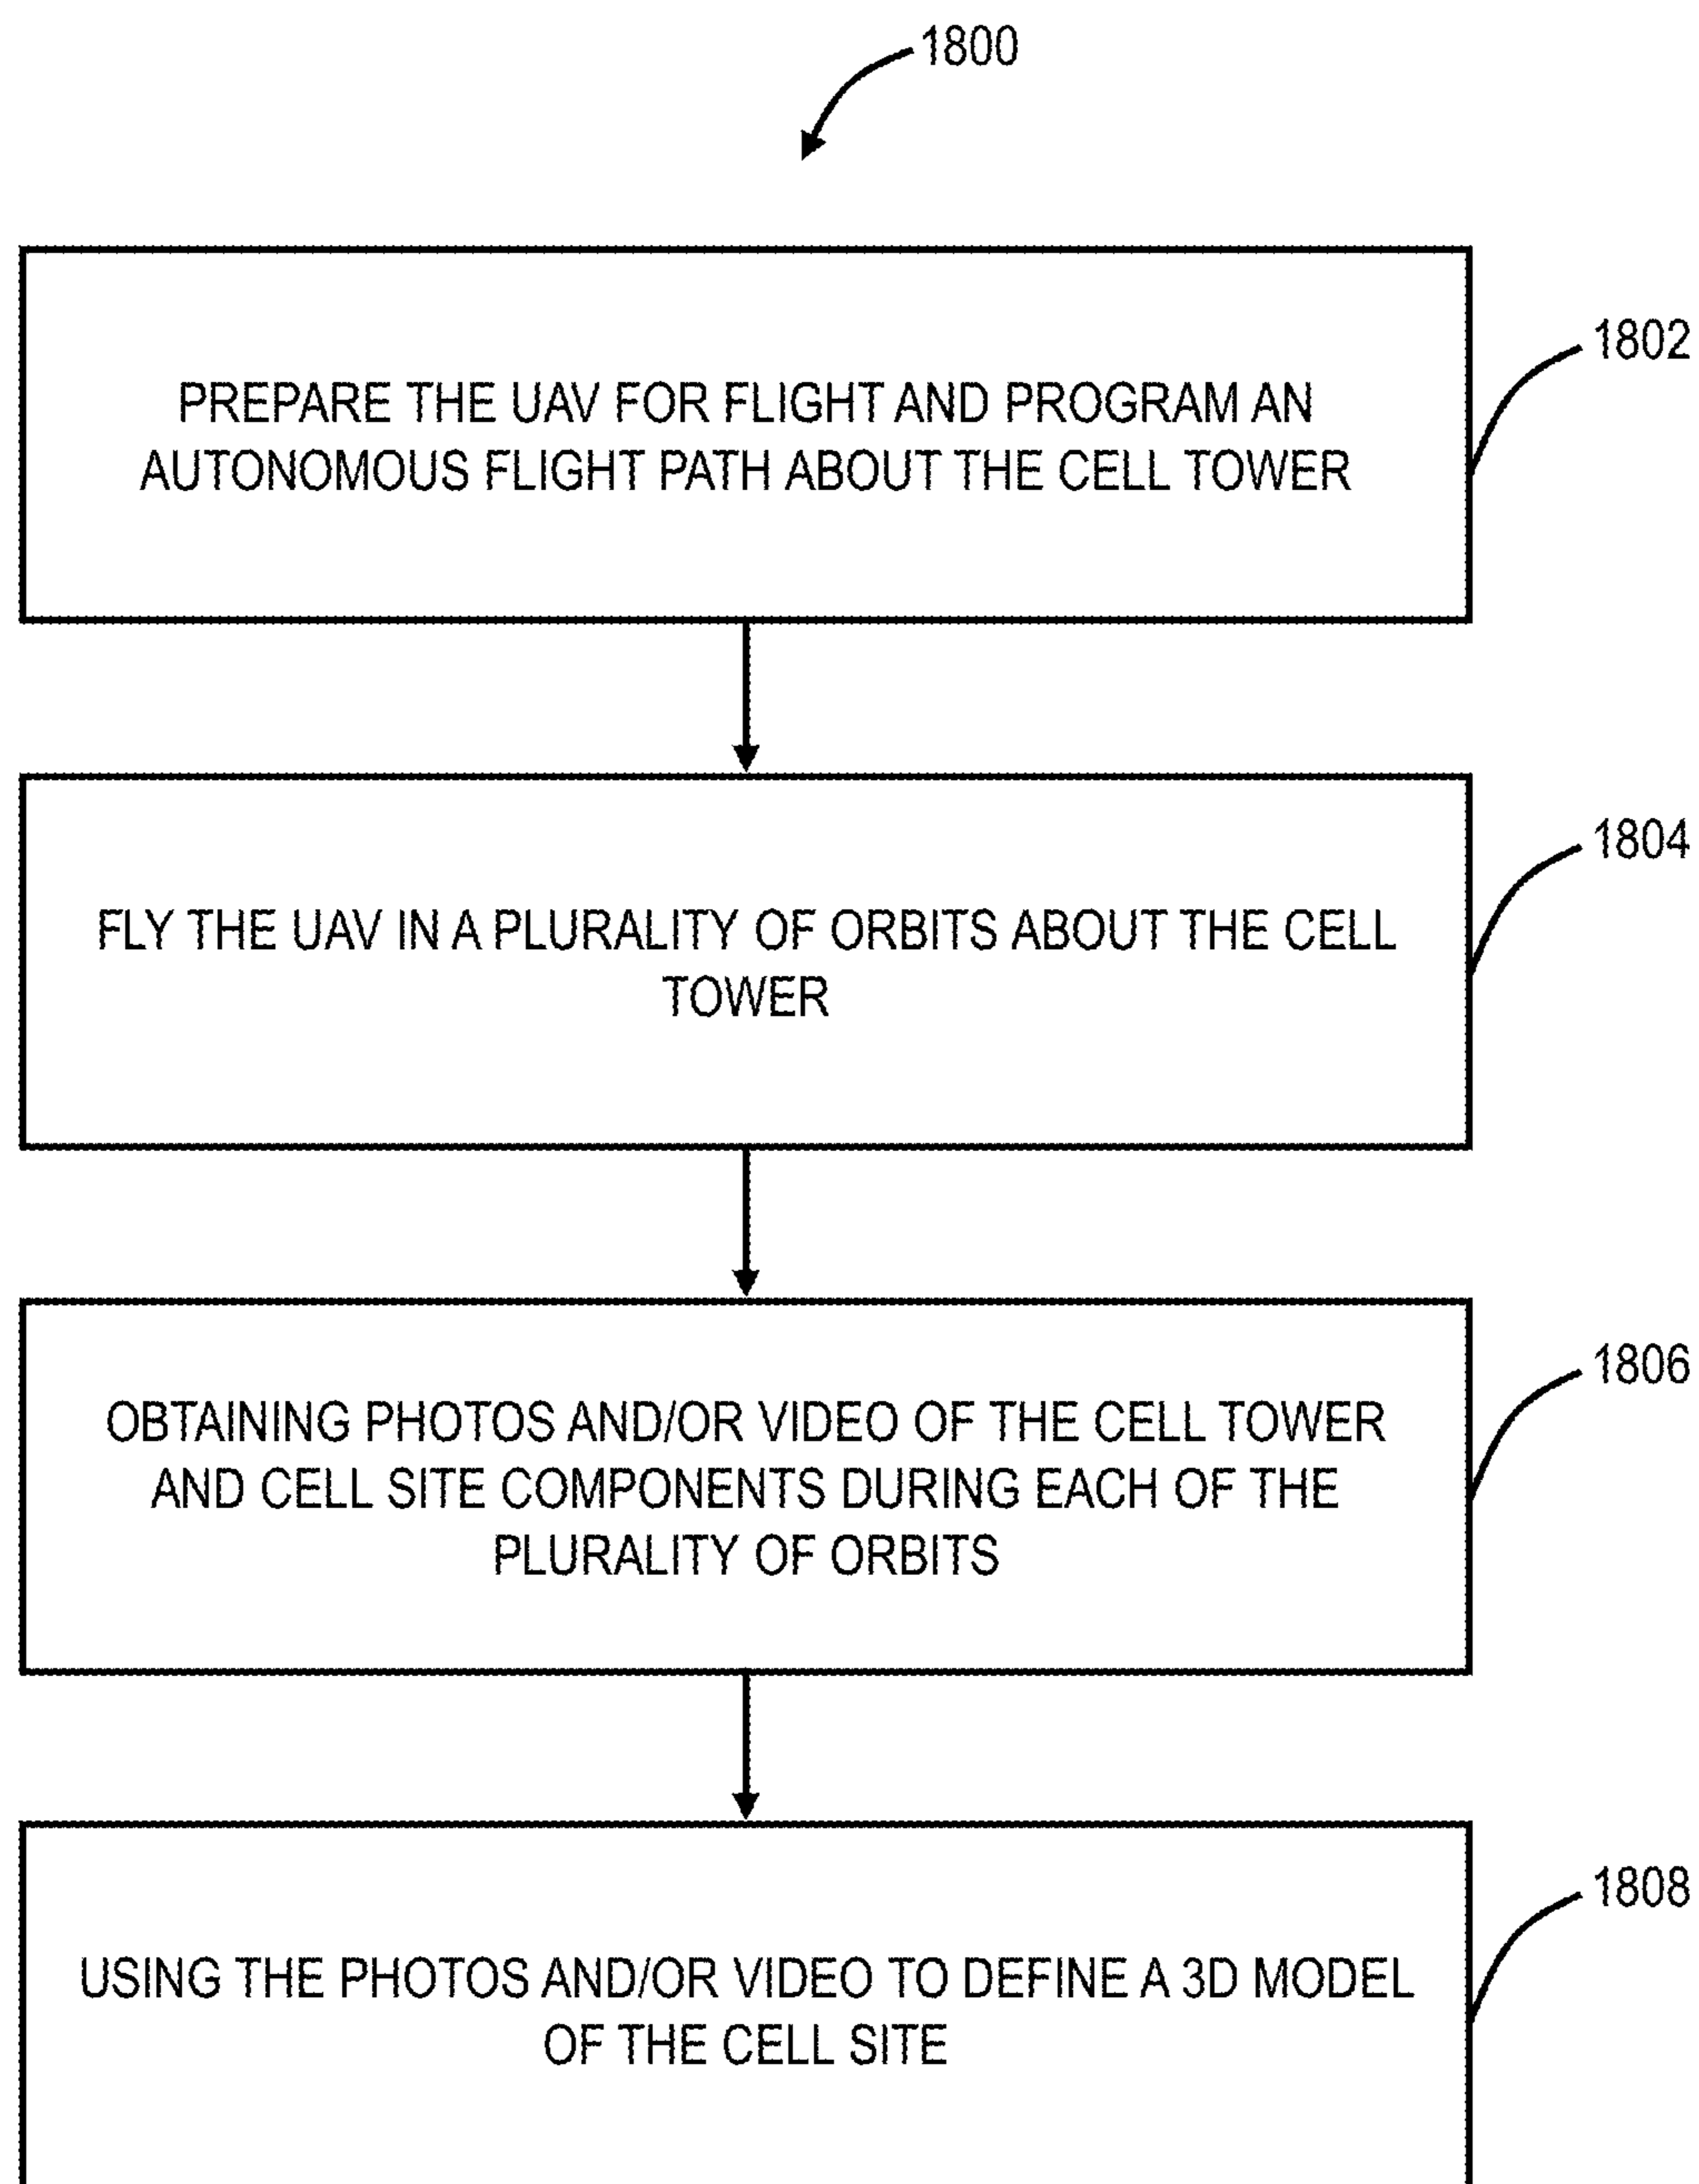 1800
1802
PREPARE THE UAV FOR FLIGHT AND PROGRAM AN
AUTONOMOUS FLIGHT PATH ABOUT THE CELL TOWER
1804
FLY THE UAV IN A PLURALITY OF ORBITS ABOUT THE CELL
TOWER
1806
OBTAINING PHOTOS AND/OR VIDEO OF THE CELL TOWER
AND CELL SITE COMPONENTS DURING EACH OF THE
PLURALITY OF ORBITS
1808
USING THE PHOTOS AND/OR VIDEO TO DEFINE A 3D MODEL
OF THE CELL SITE